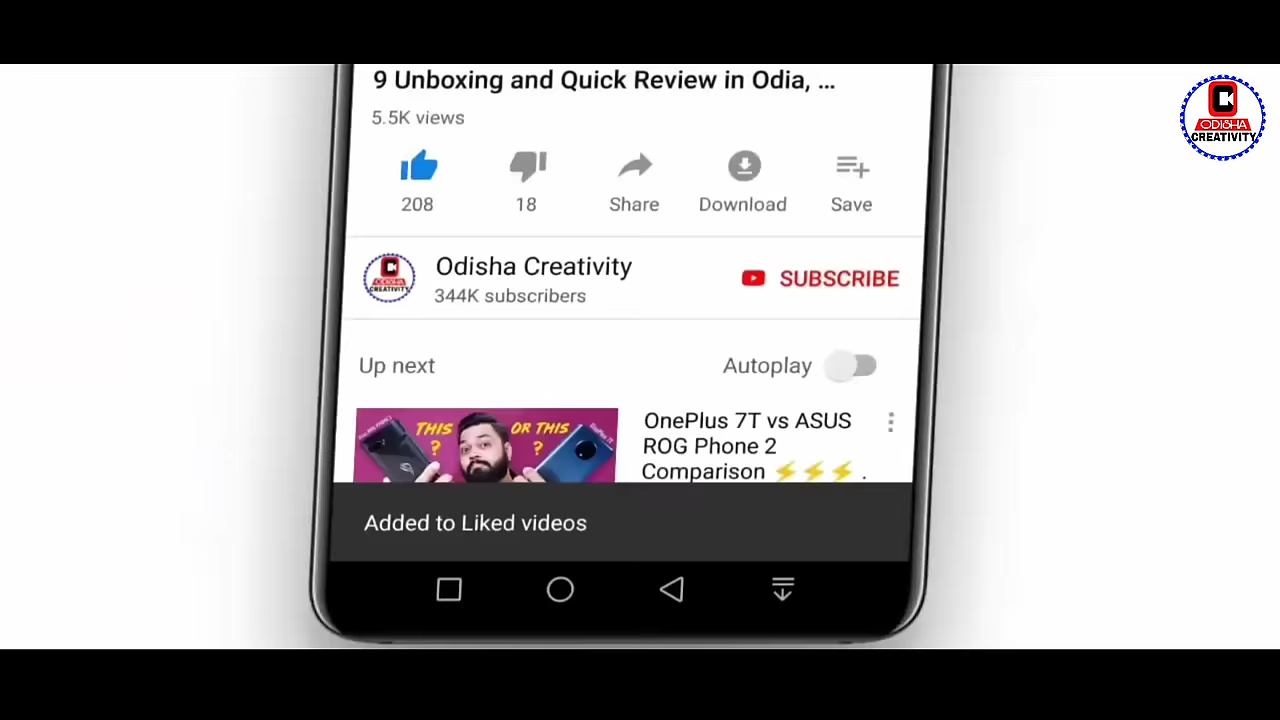 9 Unboxing and Quick Review in Odia, ...
5.5K views
208
18
Share
Download
Save
Odisha Creativity
344K subscribers
SUBSCRIBE
Up next
Autoplay
THIS
?
OR THIS
?
OnePlus 7T vs ASUS
ROG Phone 2
Comparison ⚡⚡⚡ .
Added to Liked videos
ODISHA
CREATIVITY
ODISHA
CREATIVITY